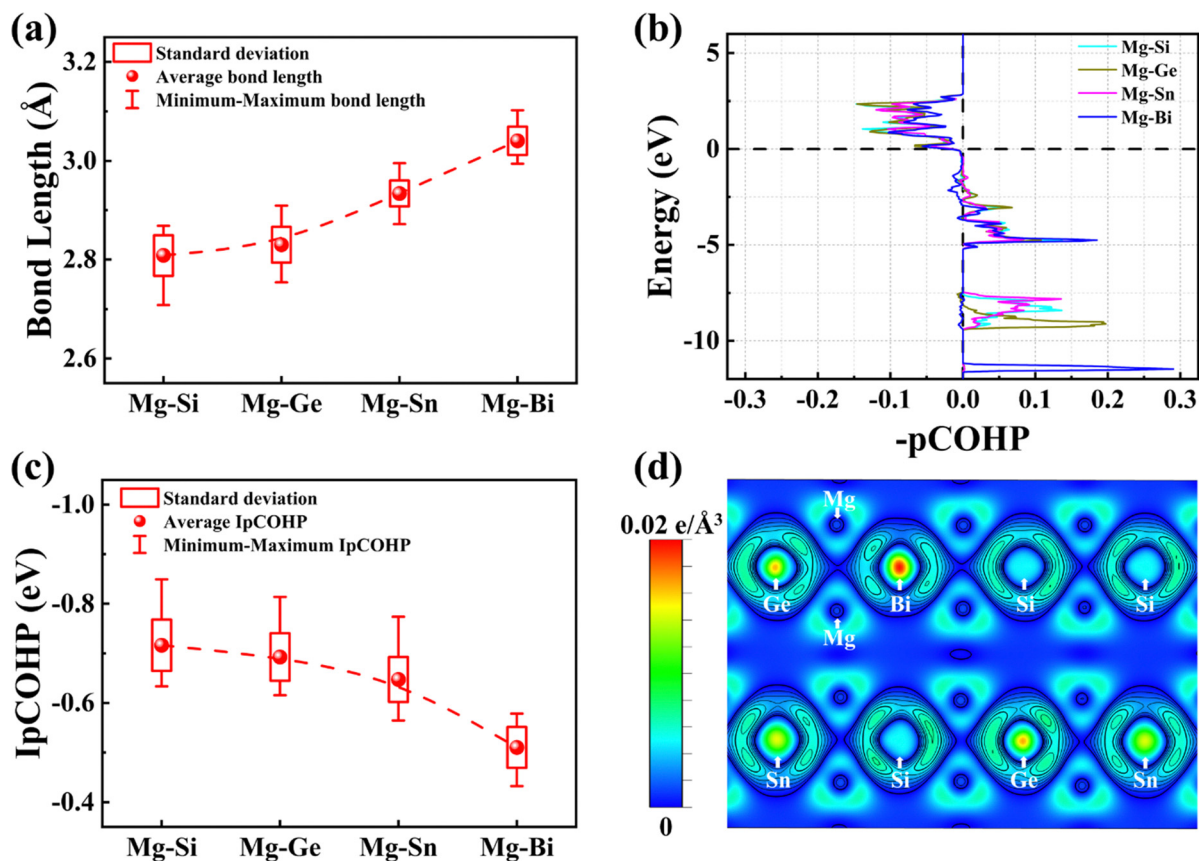 (a)
Standard deviation
Average bond length
Minimum-Maximum bond length
3.2
3.0
2.8
2.6
Bond Length (Å)
Mg-Si Mg-Ge Mg-Sn Mg-Bi
(b)
Mg-Si
Mg-Ge
Mg-Sn
Mg-Bi
5
0
-5
-10
Energy (eV)
-0.3 -0.2 -0.1 0.0 0.1 0.2 0.3
-pCOHP
(c)
Standard deviation
Average IpCOHP
Minimum-Maximum IpCOHP
-1.0
-0.8
-0.6
-0.4
IpCOHP (eV)
Mg-Si Mg-Ge Mg-Sn Mg-Bi
(d)
0.02 e/Å³
0
Mg
Ge Bi Si Si
Mg
Sn Si Ge Sn